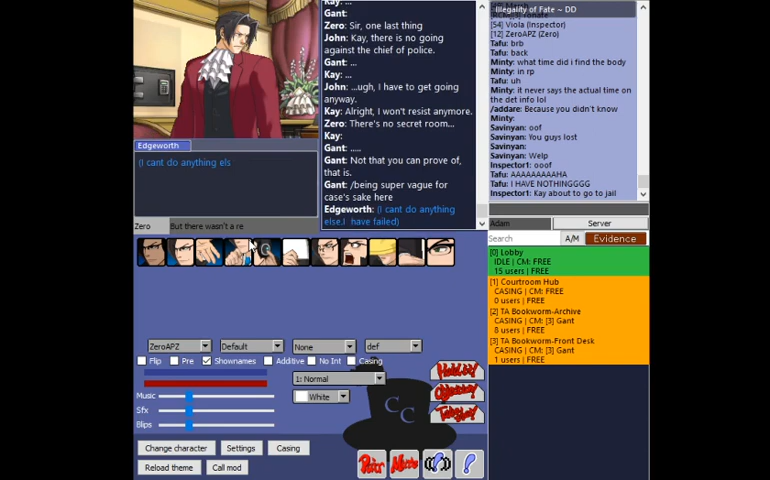 Edgeworth
(I cant do anything els
Zero
But there wasn't a re
Kay: ...
Gant:
Zero: Sir, one last thing
John: Kay, there is no going
against the chief of police.
Gant: ...
Kay: ...
John: ...ugh, I have to get going
anyway.
Kay: Alright, I won't resist anymore.
Zero: There's no secret room...
Kay:
Gant: .....
Gant: Not that you can prove of,
that is.
Gant: /being super vague for
case's sake here
Edgeworth: (I cant do anything
else.I have failed)
Illegality of Fate ~ DD
[54] Viola (Inspector)
[12] ZeroAPZ (Zero)
Tafu: brb
Tafu: back
Minty: what time did i find the body
Minty: in rp
Tafu: uh
Minty: it never says the actual time on
the det info lol
/addare: Because you didn't know
Minty:
Savinyan: oof
Savinyan: You guys lost
Savinyan:
Savinyan: Welp
Inspector1: ooof
Tafu: AAAAAAAAAHA
Tafu: I HAVE NOTHINGGGG
Inspector1: Kay about to go to jail
Adam
Server
Search
A/M
Evidence
[0] Lobby
IDLE | CM: FREE
15 users | FREE
[1] Courtroom Hub
CASING | CM: FREE
0 users | FREE
[2] TA Bookworm-Archive
CASING | CM: [3] Gant
8 users | FREE
[3] TA Bookworm-Front Desk
CASING | CM: [3] Gant
1 users | FREE
ZeroAPZ
Default
None
def
Flip
Pre
Shownames
Additive
No Int
Casing
1: Normal
White
Music
Sfx
Blips
Hold it!
Objection!
Take that!
CC
Change character
Settings
Casing
Reload theme
Call mod
Pair
Mute